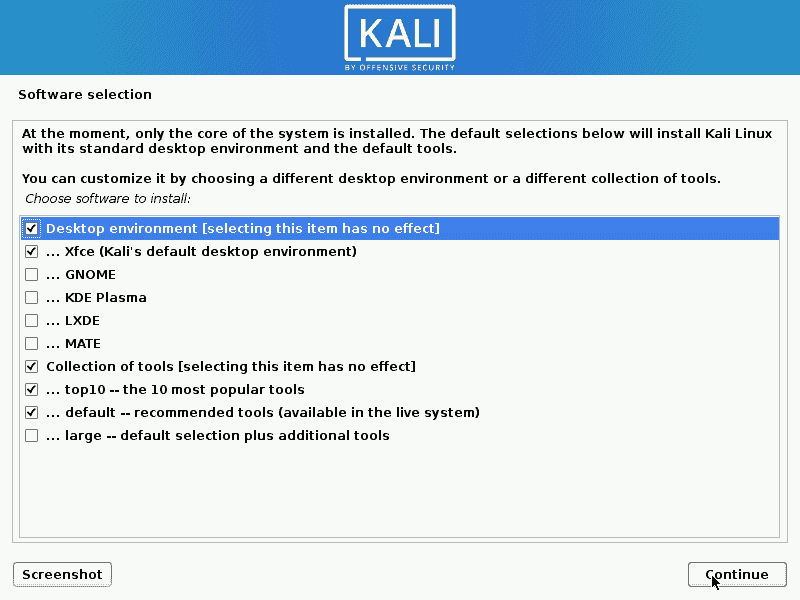 KALI
BY OFFENSIVE SECURITY
Software selection
At the moment, only the core of the system is installed. The default selections below will install Kali Linux
with its standard desktop environment and the default tools.
You can customize it by choosing a different desktop environment or a different collection of tools.
Choose software to install:
Desktop environment [selecting this item has no effect]
... Xfce (Kali's default desktop environment)
... GNOME
... KDE Plasma
... LXDE
... MATE
Collection of tools [selecting this item has no effect]
... top10 -- the 10 most popular tools
... default -- recommended tools (available in the live system)
... large -- default selection plus additional tools
Screenshot
Continue